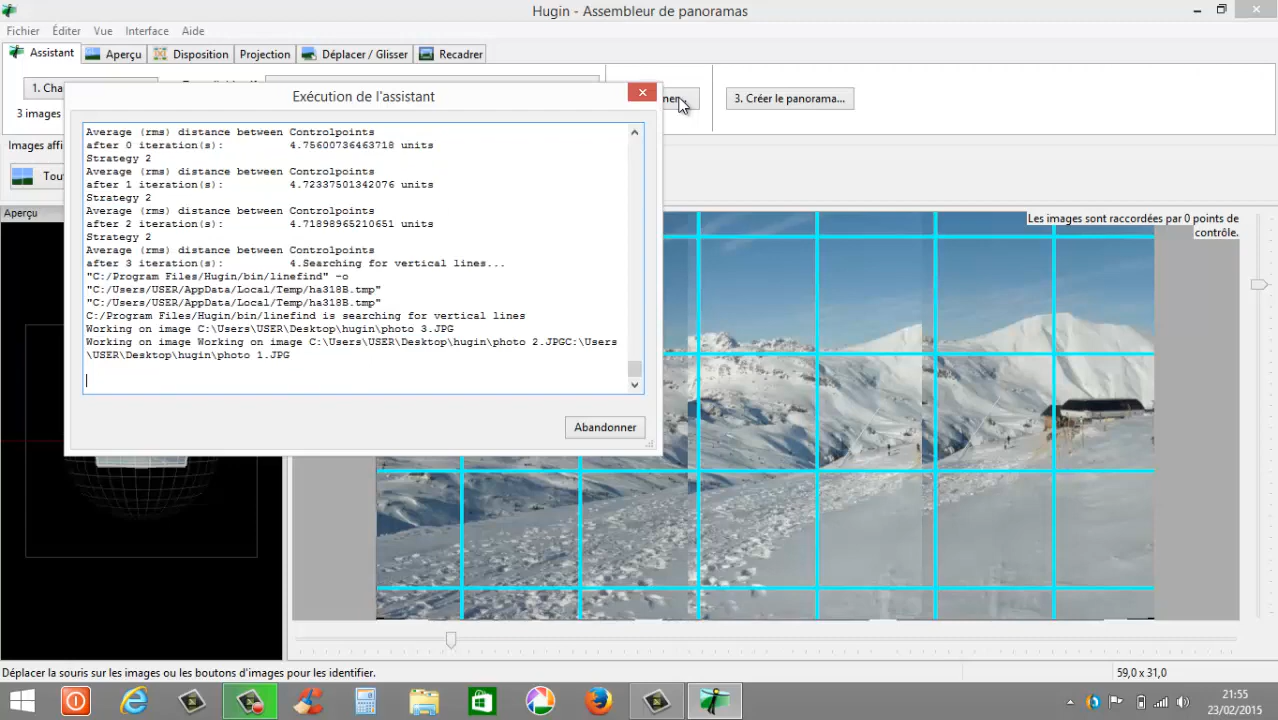 Hugin - Assembleur de panoramas
Fichier Éditer Vue Interface Aide
Assistant Aperçu Disposition Projection Déplacer / Glisser Recadrer
1. Cha
3. Créer le panorama...
3 images
Images affi
Tou
Aperçu
Exécution de l'assistant
Average (rms) distance between Controlpoints
after 0 iteration(s): 4.75600736463718 units
Strategy 2
Average (rms) distance between Controlpoints
after 1 iteration(s): 4.72337501342076 units
Strategy 2
Average (rms) distance between Controlpoints
after 2 iteration(s): 4.71898965210651 units
Strategy 2
Average (rms) distance between Controlpoints
after 3 iteration(s): 4.Searching for vertical lines...
"C:/Program Files/Hugin/bin/linefind" -o
"C:/Users/USER/AppData/Local/Temp/ha318B.tmp"
"C:/Users/USER/AppData/Local/Temp/ha318B.tmp"
C:/Program Files/Hugin/bin/linefind is searching for vertical lines
Working on image C:\Users\USER\Desktop\hugin\photo 3.JPG
Working on image Working on image C:\Users\USER\Desktop\hugin\photo 2.JPGC:\Users
\USER\Desktop\hugin\photo 1.JPG
Abandonner
Les images sont raccordées par 0 points de
contrôle.
Déplacer la souris sur les images ou les boutons d'images pour les identifier.
59,0 x 31,0
21:55
23/02/2015